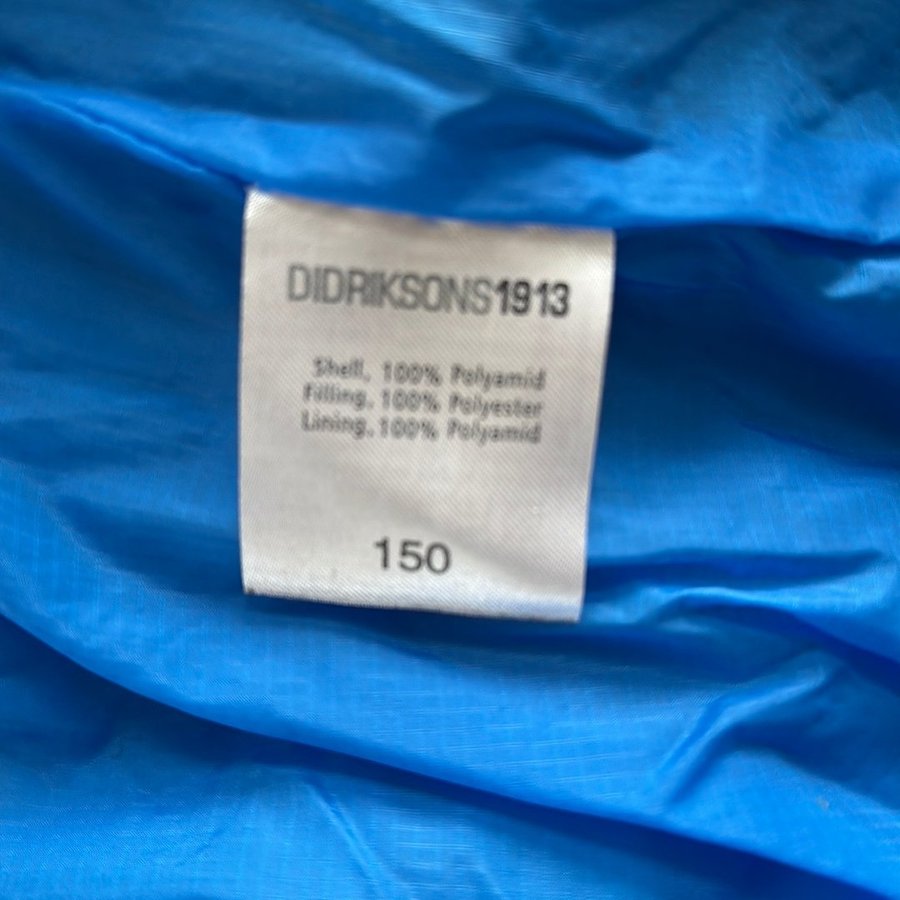 DIDRIKSONS1913
Shell, 100% Polyamid
Filling, 100% Polyester
Lining, 100% Polyamid
150